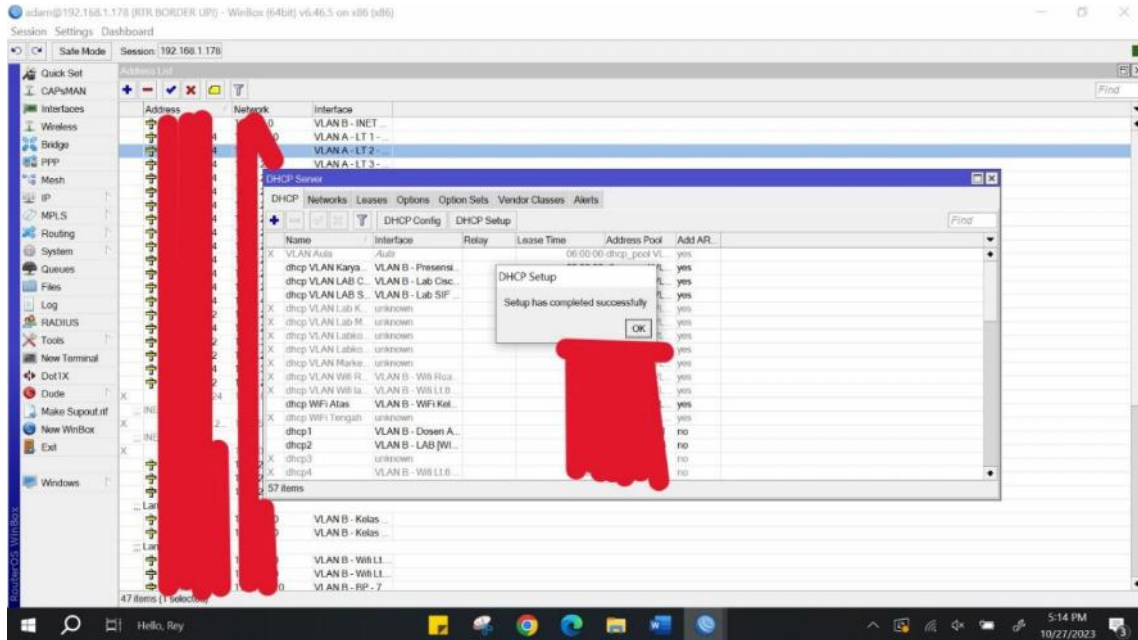 adam@192.168.1.178 (RTR BORDER UPI) - WinBox (64bit) v6.46.5 on x86 (x86)
Session Settings Dashboard
Safe Mode Session: 192.168.1.178
Quick Set
CAPsMAN
Interfaces
Wireless
Bridge
PPP
Mesh
IP
MPLS
Routing
System
Queues
Files
Log
RADIUS
Tools
New Terminal
Dot1X
Dude
Make Supout.rif
New WinBox
Exit
Windows
RouterOS WinBox
Address List
Find
Address Network Interface
VLAN B - INET ...
VLAN A - LT 1 - ...
VLAN A - LT 2 - ...
VLAN A - LT 3 - ...
DHCP Server
DHCP Networks Leases Options Option Sets Vendor Classes Alerts
DHCP Config DHCP Setup Find
Name Interface Relay Lease Time Address Pool Add AR...
X VLAN Aula Aula 06:00:00 dhcp_pool VL... yes
dhcp VLAN Karya... VLAN B - Presensi... yes
dhcp VLAN LAB C... VLAN B - Lab Cisc... yes
dhcp VLAN LAB S... VLAN B - Lab SIF ... yes
X dhcp VLAN Lab K... unknown yes
X dhcp VLAN Lab M... unknown yes
X dhcp VLAN Labko... unknown yes
X dhcp VLAN Labko... unknown yes
X dhcp VLAN Marke... unknown yes
X dhcp VLAN Wifi R... VLAN B - Wifi Rua... yes
X dhcp VLAN Wifi la... VLAN B - Wifi Lt.6... yes
dhcp WiFi Atas VLAN B - WiFi Kel... yes
X dhcp WiFi Tengah unknown yes
dhcp1 VLAN B - Dosen A... no
dhcp2 VLAN B - LAB [WI... no
X dhcp3 unknown no
X dhcp4 VLAN B - Wifi Lt.6... no
57 items
DHCP Setup
Setup has completed successfully
OK
VLAN B - Kelas ...
VLAN B - Kelas ...
VLAN B - Wifi Lt...
VLAN B - Wifi Lt...
VLAN B - BP - 7
47 items (1 selected)
Hello, Rey
5:14 PM
10/27/2023